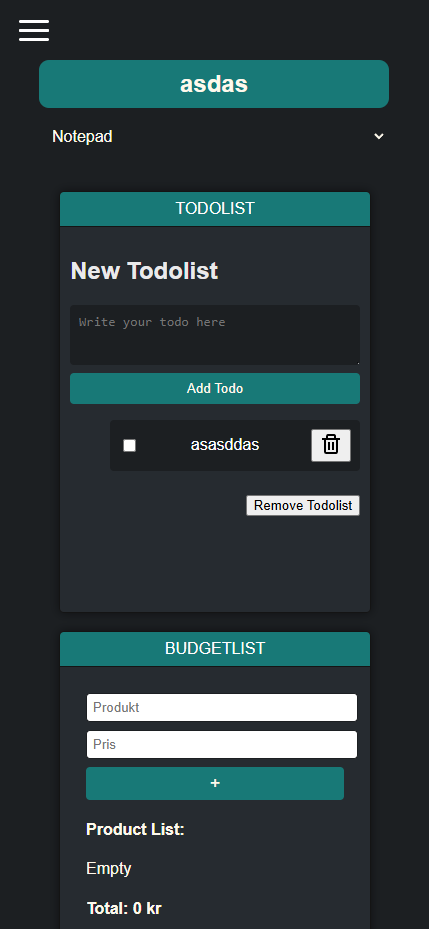 asdas
Notepad
TODOLIST
New Todolist
Write your todo here
Add Todo
asasddas
Remove Todolist
BUDGETLIST
Produkt
Pris
+
Product List:
Empty
Total: 0 kr